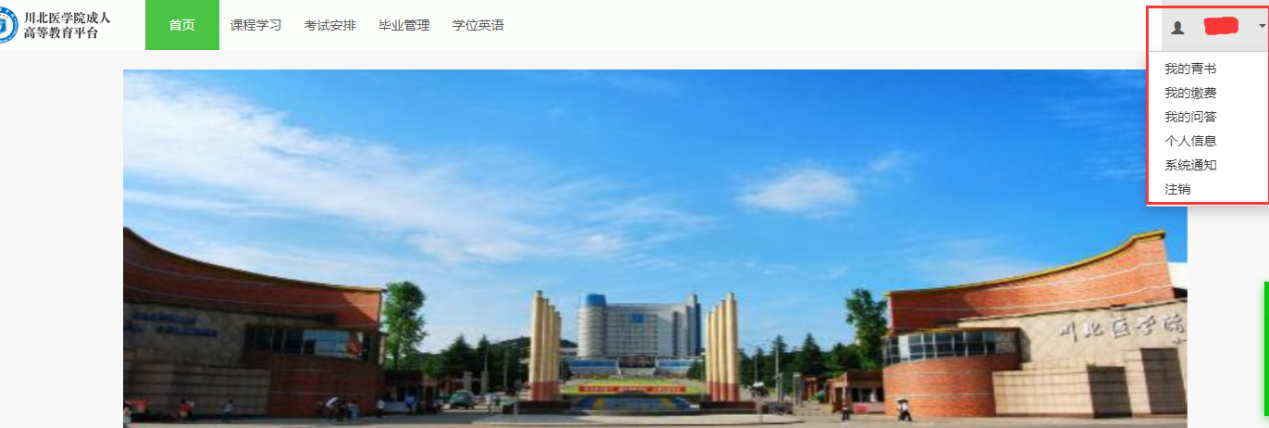 川北医学院成人
高等教育平台
首页 课程学习 考试安排 毕业管理 学位英语
我的青书
我的缴费
我的问答
个人信息
系统通知
注销
川北医学院